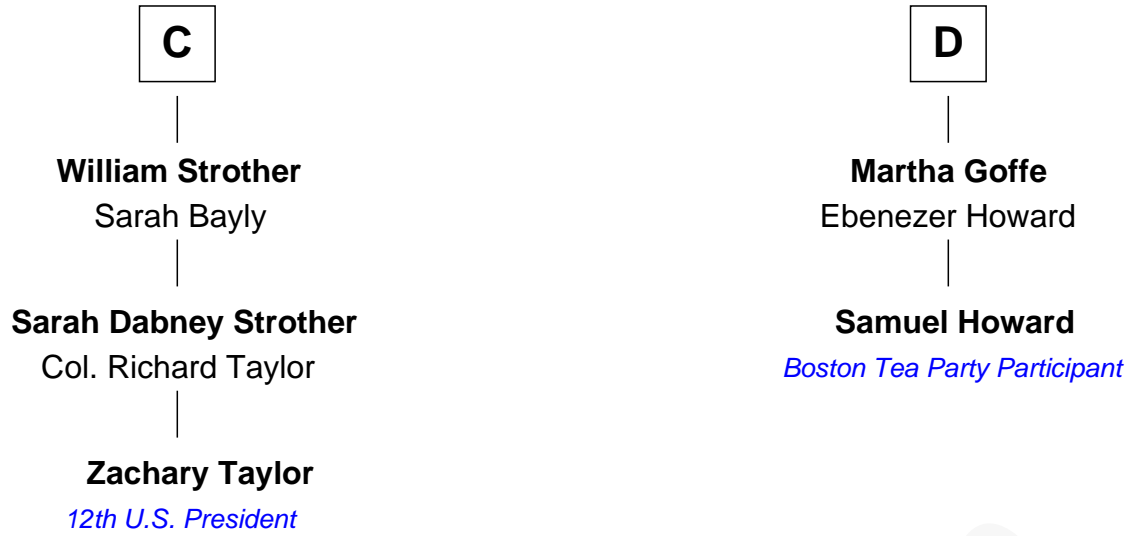 C
William Strother
Sarah Bayly
Sarah Dabney Strother
Col. Richard Taylor
Zachary Taylor
12th U.S. President
D
Martha Goffe
Ebenezer Howard
Samuel Howard
Boston Tea Party Participant